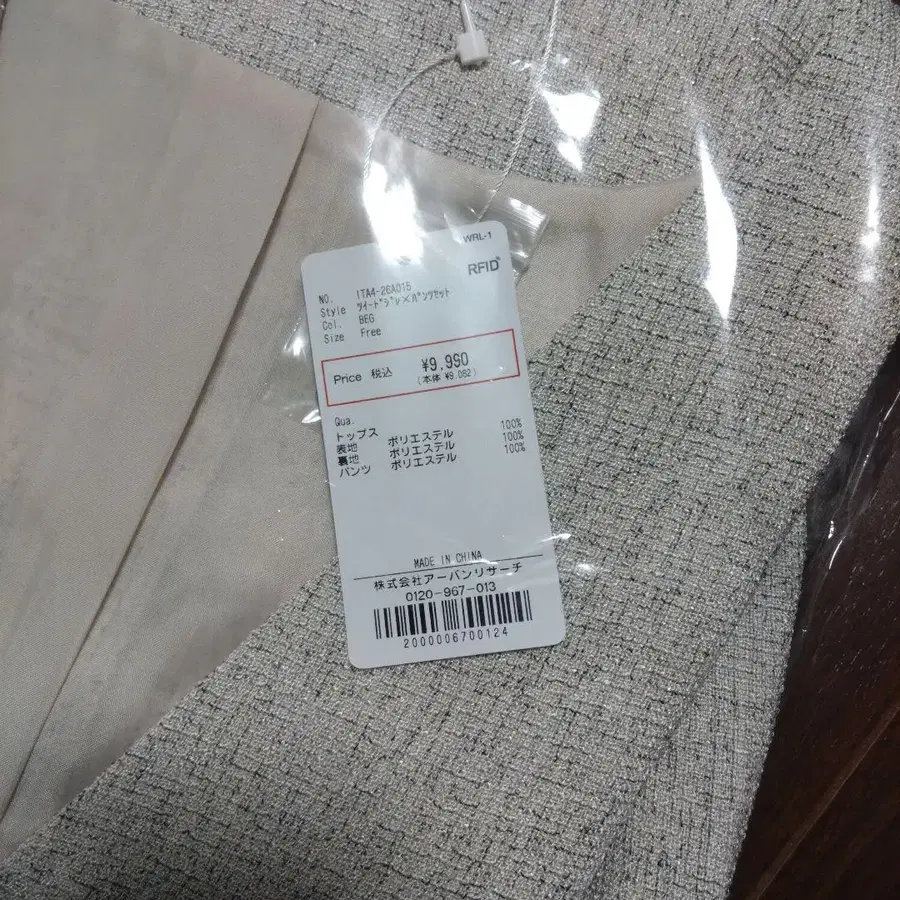 WRL-1
RFID
NO. ITA4-26A015
Style ﾂｲｰﾄﾞｼﾞﾚ×ﾊﾟﾝﾂｾｯﾄ
Col. BEG
Size Free
Price 税込 ¥9,990
(本体 ¥9,082)
Qua.
トップス
表地 ポリエステル 100%
裏地 ポリエステル 100%
パンツ ポリエステル 100%
MADE IN CHINA
株式会社アーバンリサーチ
0120-967-013
2000006700124